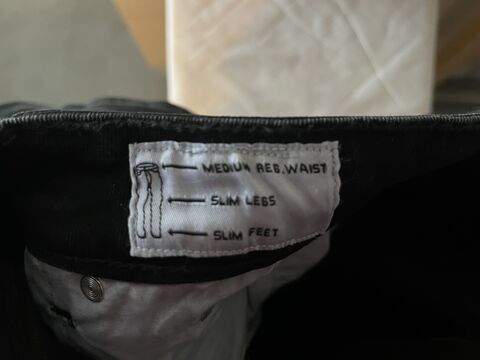 MEDIUM REG.WAIST
SLIM LEGS
SLIM FEET